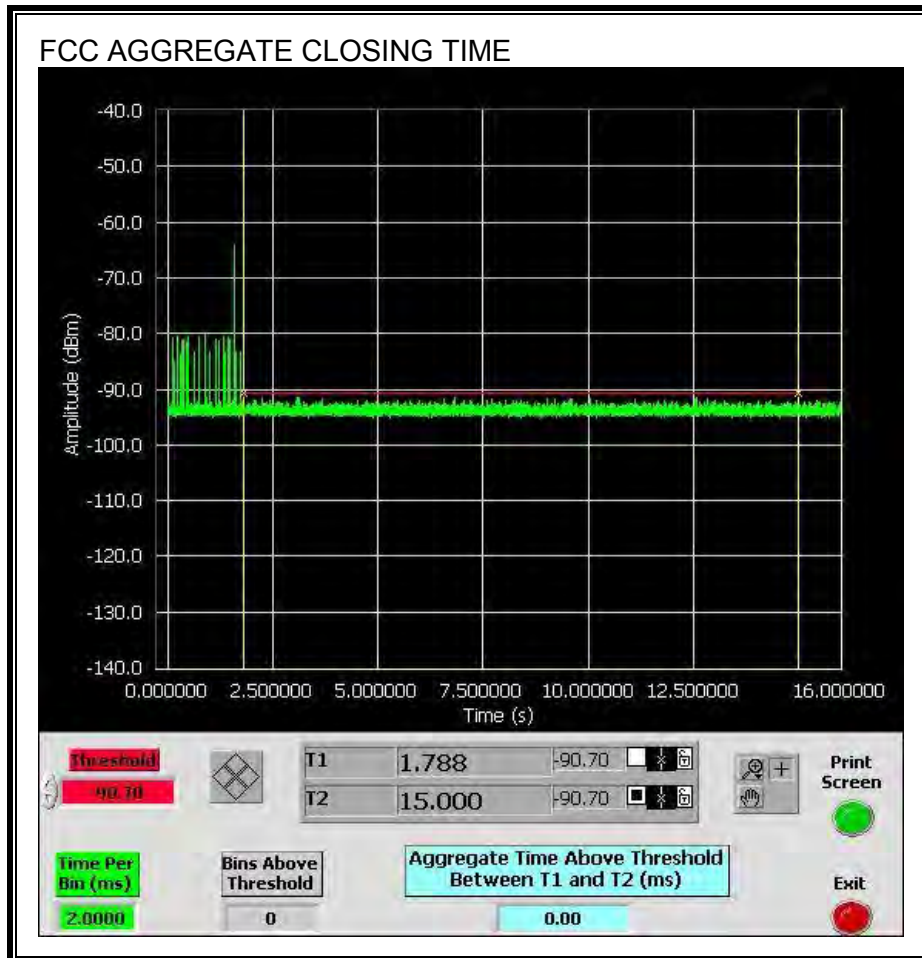 FCC AGGREGATE CLOSING TIME
-40.0
-50.0
-60.0
-70.0
-80.0
-90.0
-100.0
-110.0
-120.0
-130.0
-140.0
Amplitude (dBm)
0.000000 2.500000 5.000000 7.500000 10.000000 12.500000 16.000000
Time (s)
Threshold
-90.70
T1 1.788 -90.70
T2 15.000 -90.70
Print
Screen
Time Per
Bin (ms)
2.0000
Bins Above
Threshold
0
Aggregate Time Above Threshold
Between T1 and T2 (ms)
0.00
Exit